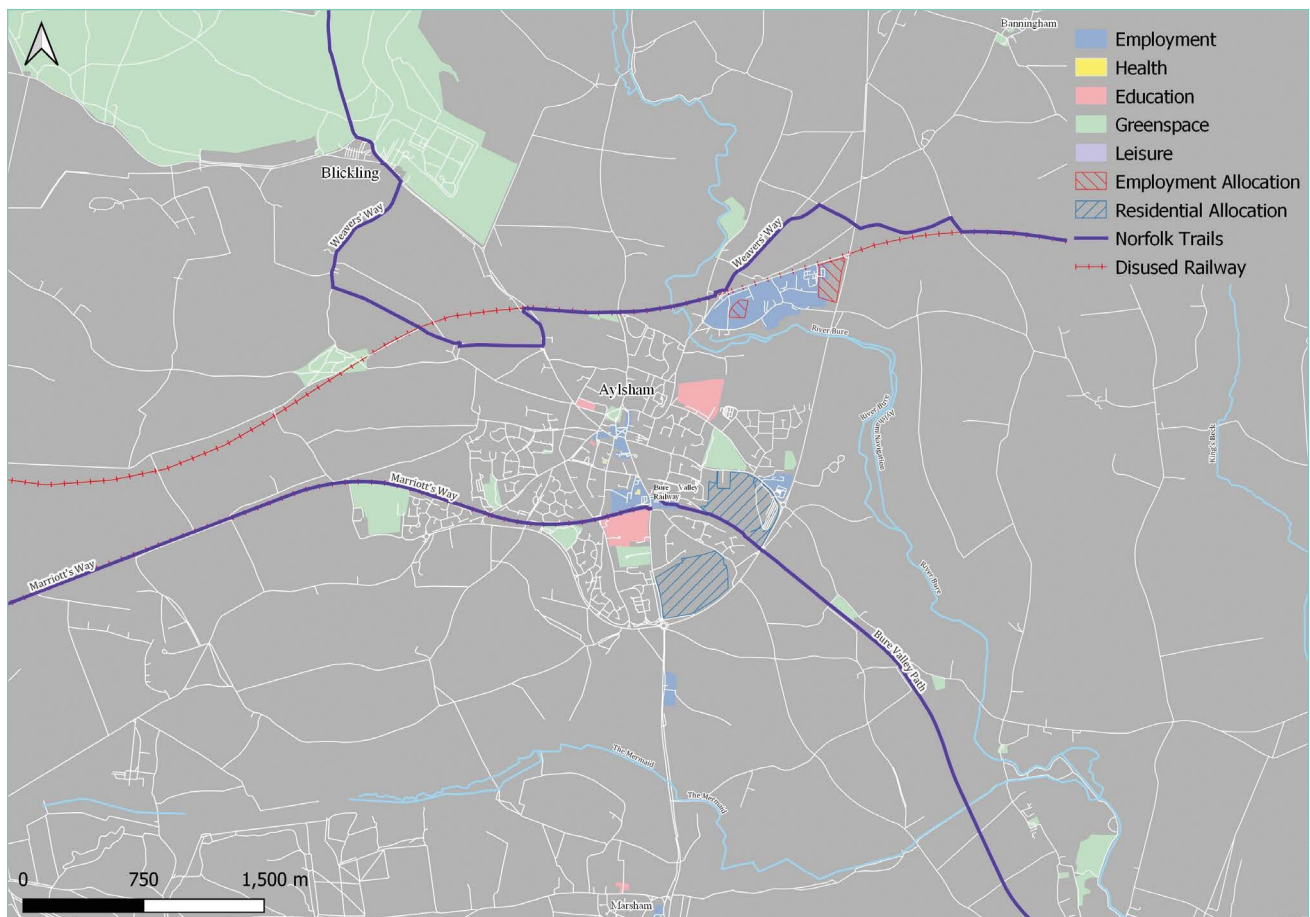 Banningham
Employment
Health
Education
Greenspace
Leisure
Employment Allocation
Residential Allocation
Norfolk Trails
Disused Railway
Blickling
Weavers' Way
Weavers' Way
River Bure
Aylsham
River Bure
Aylsham Navigation
King's Beck
Marriott's Way
Bure Valley
Railway
Marriott's Way
River Bure
Bure Valley Path
The Mermaid
The Mermaid
0 750 1,500 m
Marsham